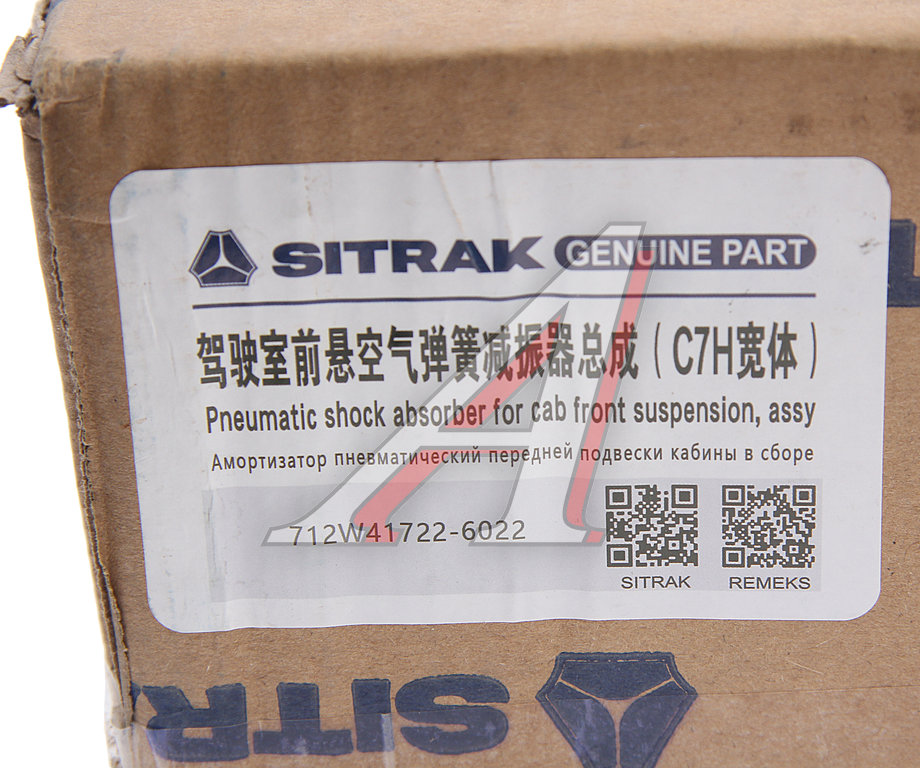 SITRAK GENUINE PART
驾驶室前悬空气弹簧减振器总成（C7H宽体）
Pneumatic shock absorber for cab front suspension, assy
Амортизатор пневматический передней подвески кабины в сборе
712W41722-6022
SITRAK REMEKS
SITR